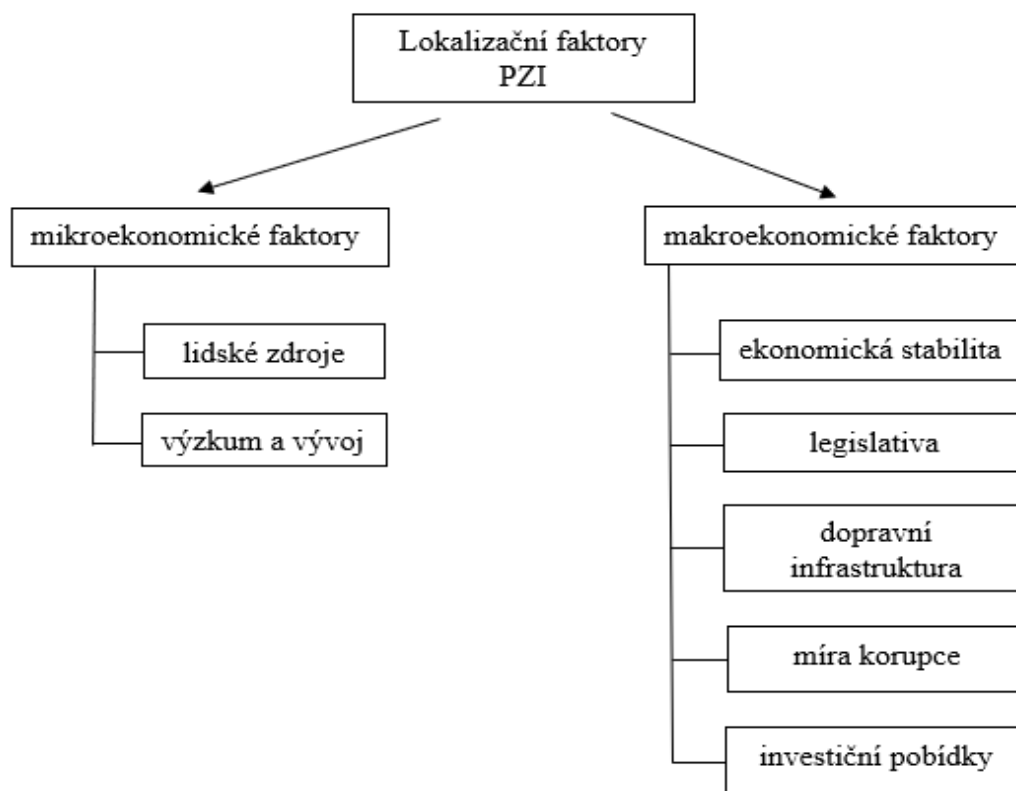 Lokalizační faktory
PZI
mikroekonomické faktory
lidské zdroje
výzkum a vývoj
makroekonomické faktory
ekonomická stabilita
legislativa
dopravní
infrastruktura
míra korupce
investiční pobídky